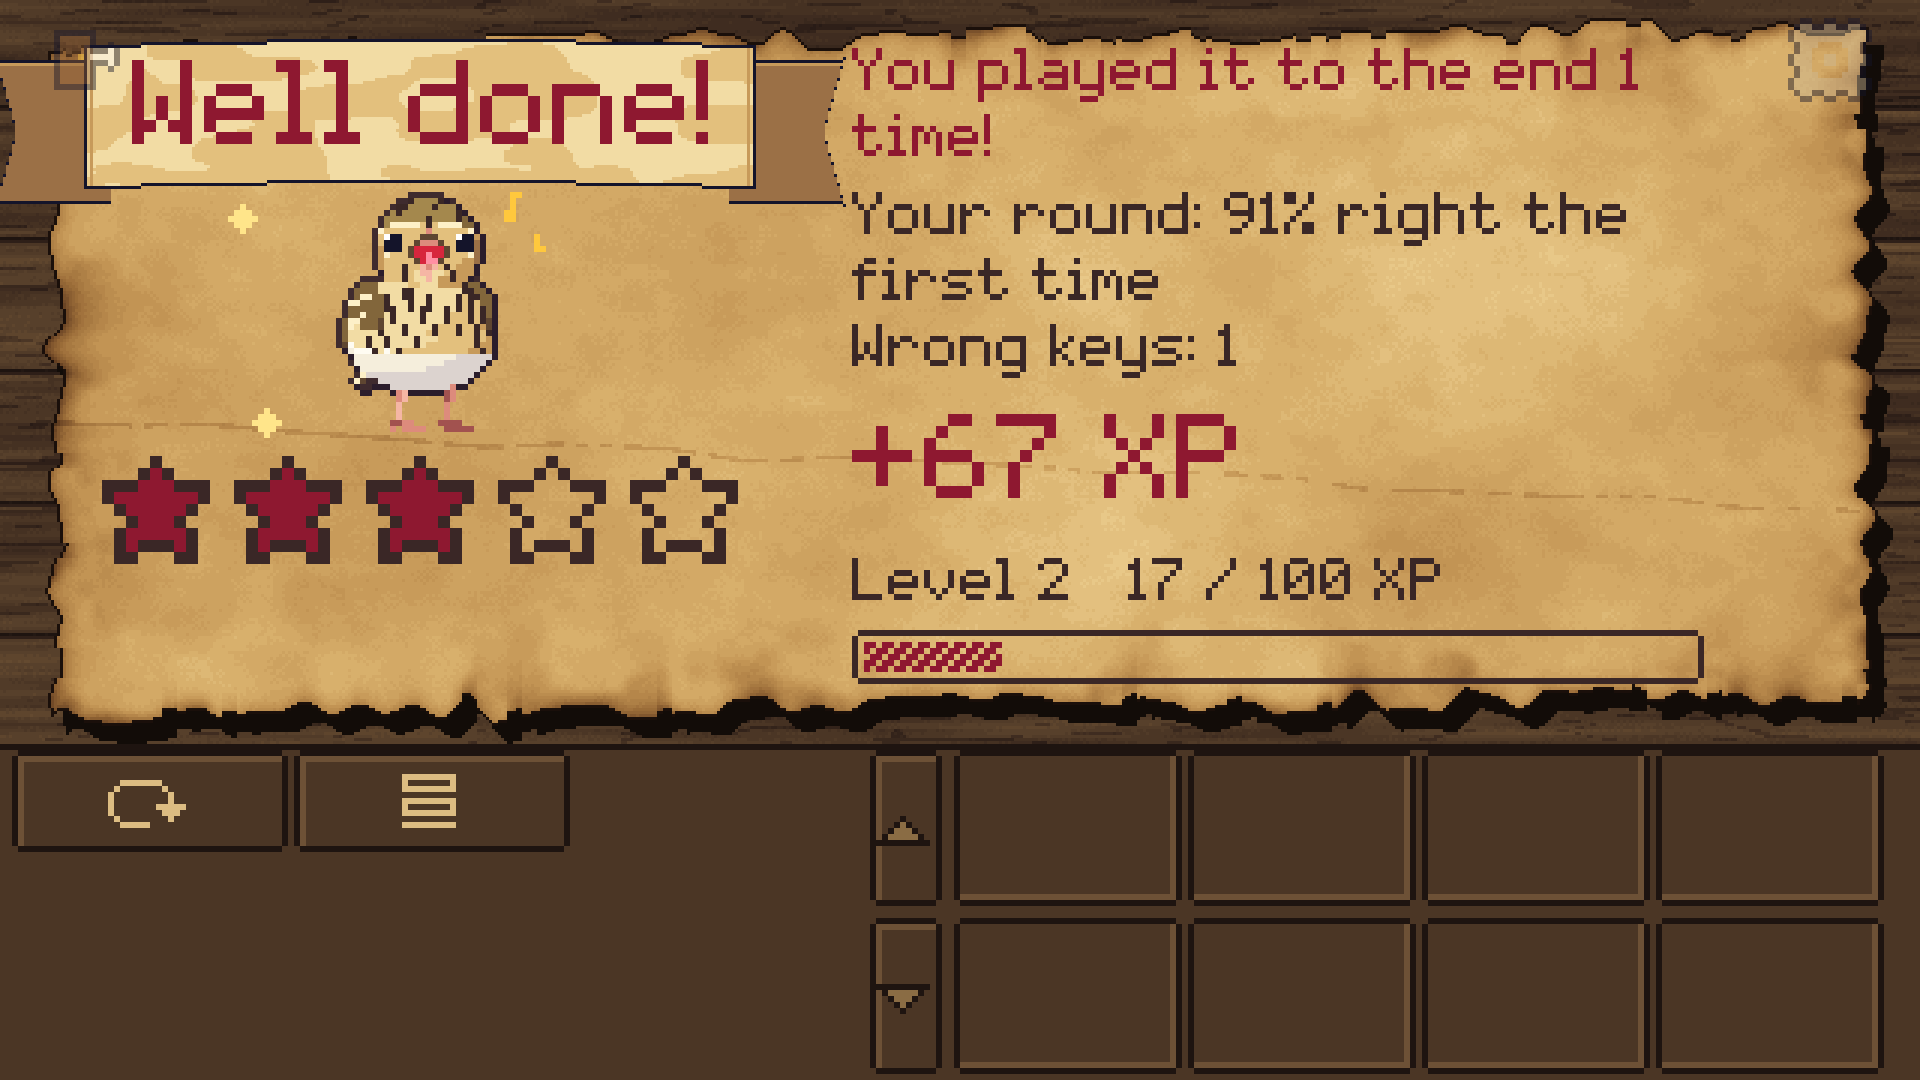 Well done!
You played it to the end 1
time!
Your round: 91% right the
first time
Wrong keys: 1
+67 XP
Level 2 17 / 100 XP